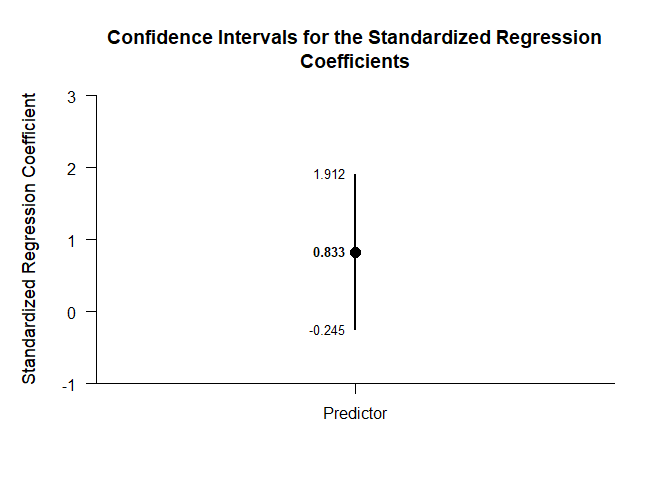 Confidence Intervals for the Standardized Regression
Coefficients
Standardized Regression Coefficient
3
2
1
0
-1
1.912
0.833
-0.245
Predictor